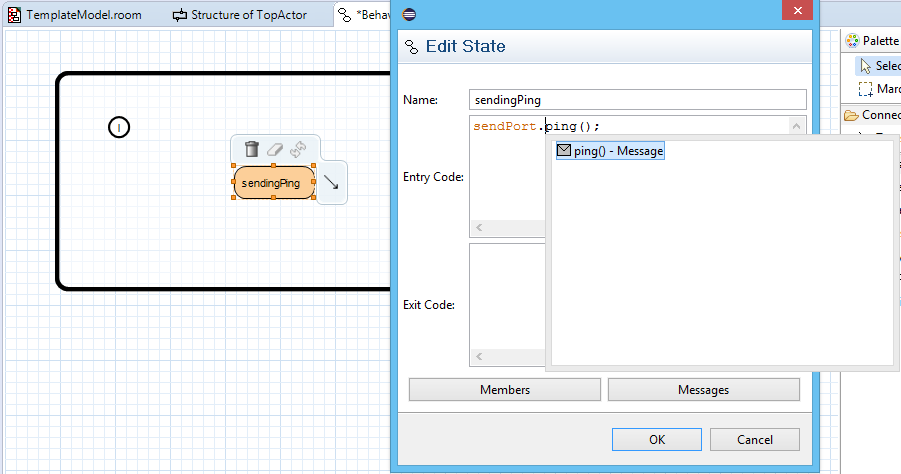 TemplateModel.room
Structure of TopActor
*Behav
Edit State
Palette
Selec
Marq
Connec
I
sendingPing
Name:
sendingPing
Entry Code:
sendPort.ping();
ping() - Message
Exit Code:
Members
Messages
OK
Cancel